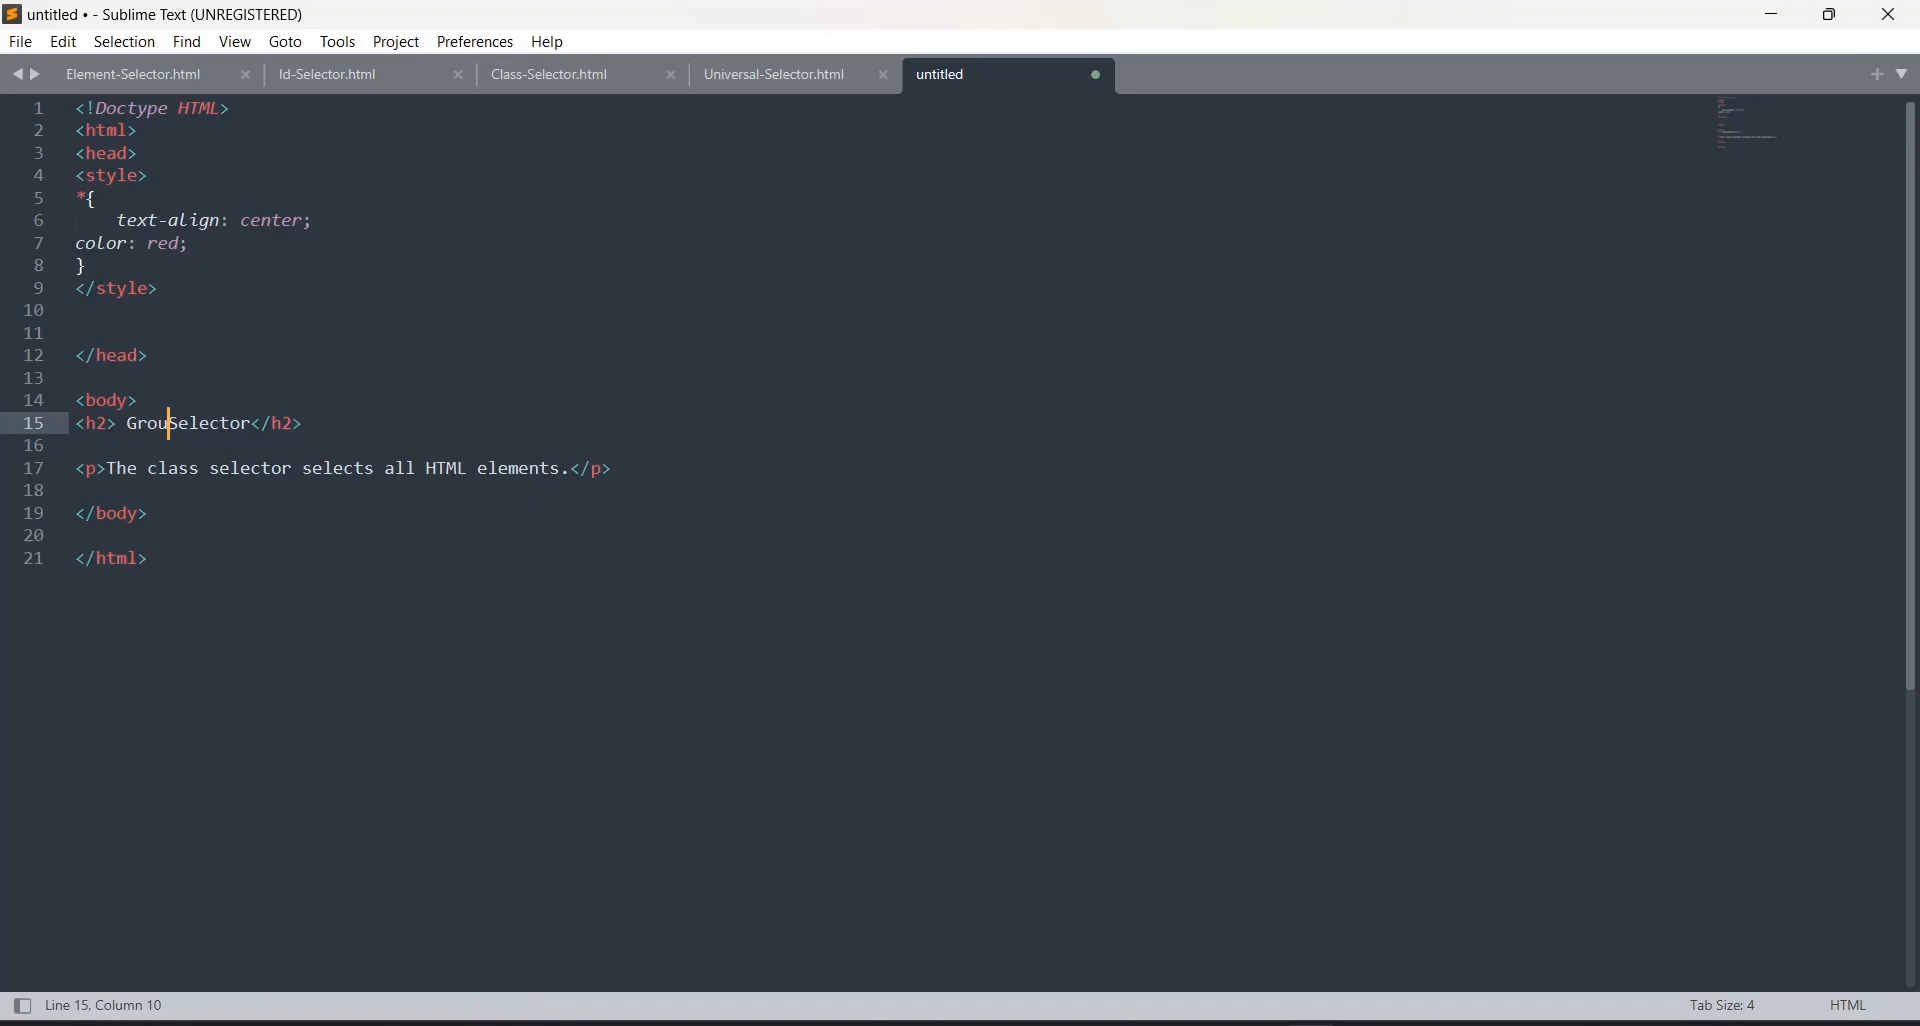 untitled • - Sublime Text (UNREGISTERED)
File Edit Selection Find View Goto Tools Project Preferences Help
Element-Selector.html Id-Selector.html Class-Selector.html Universal-Selector.html untitled
1 <!Doctype HTML>
2 <html>
3 <head>
4 <style>
5 *{
6 text-align: center;
7 color: red;
8 }
9 </style>
10
11
12 </head>
13
14 <body>
15 <h2> GrouSelector</h2>
16
17 <p>The class selector selects all HTML elements.</p>
18
19 </body>
20
21 </html>
Line 15, Column 10 Tab Size: 4 HTML